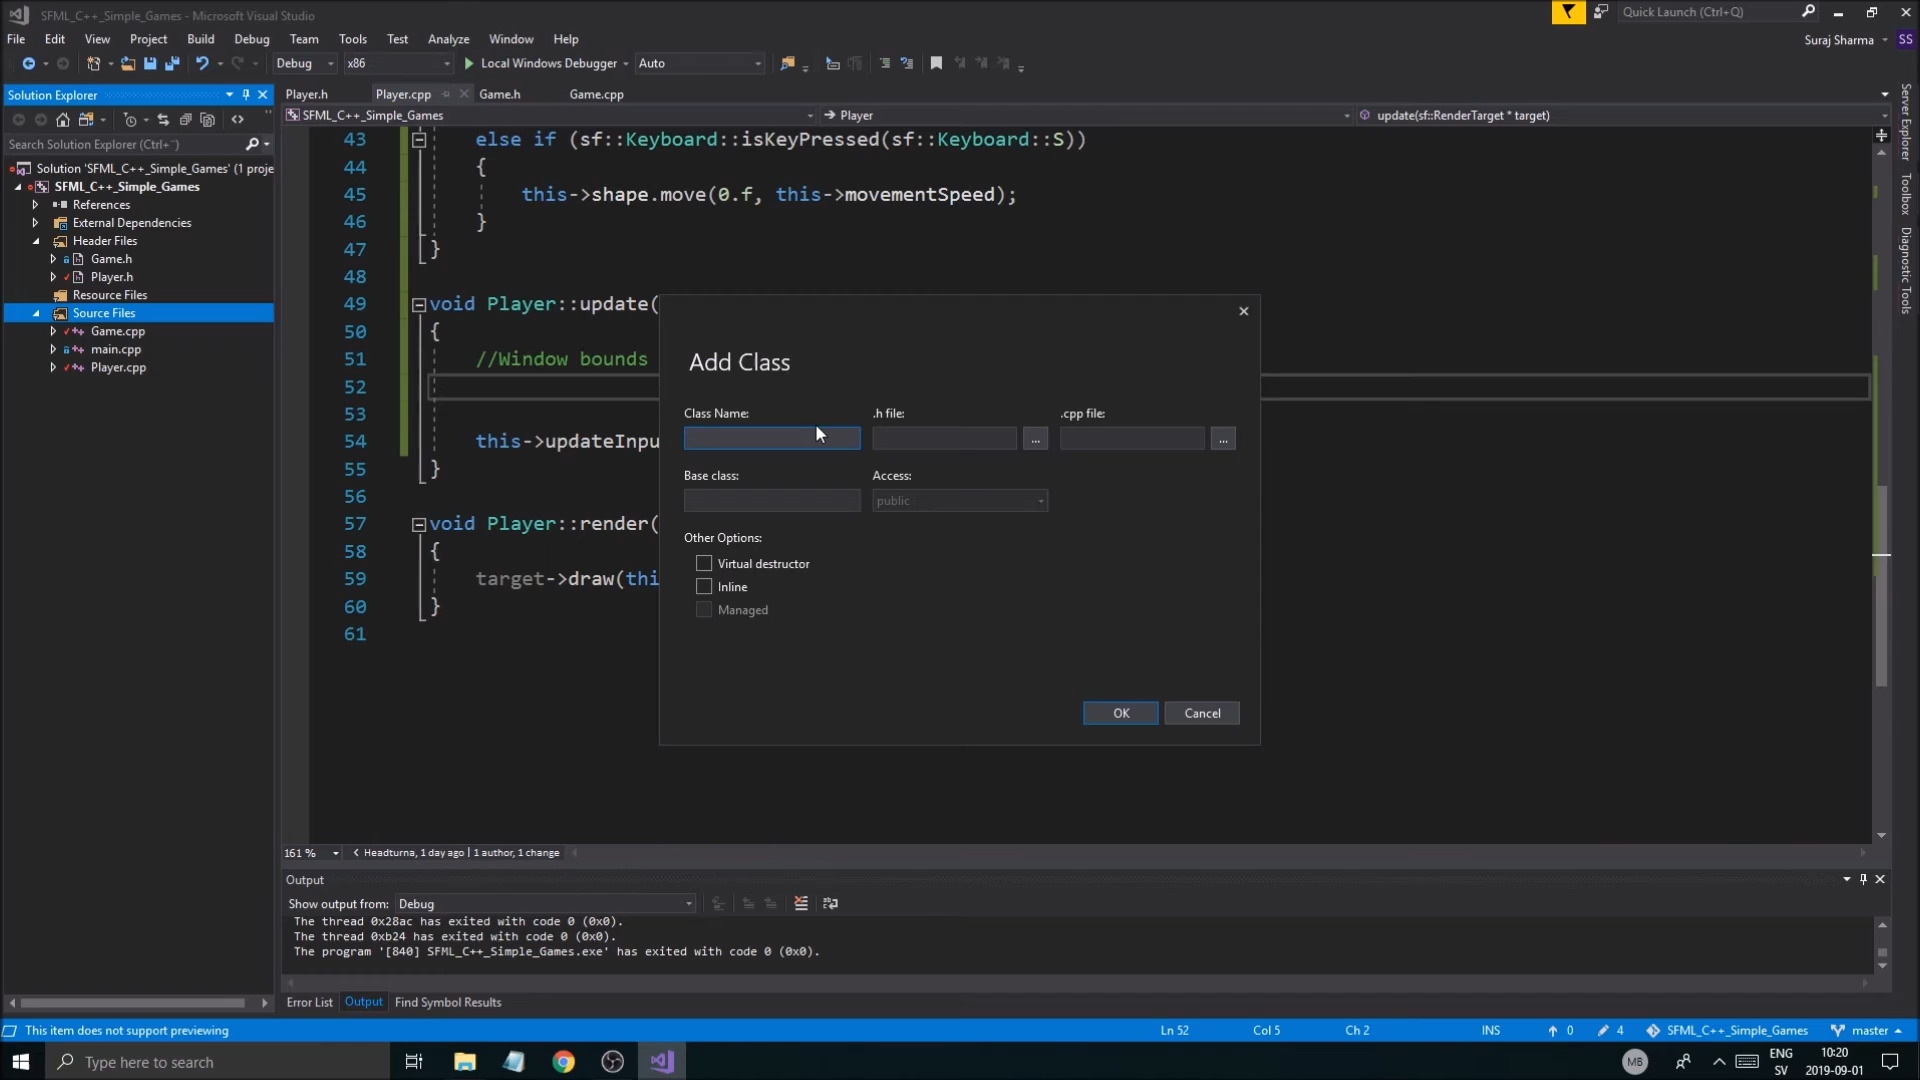 SFML_C++_Simple_Games - Microsoft Visual Studio
Quick Launch (Ctrl+Q)
File Edit View Project Build Debug Team Tools Test Analyze Window Help
Suraj Sharma SS
Debug x86 Local Windows Debugger Auto
Solution Explorer
Player.h Player.cpp Game.h Game.cpp
SFML_C++_Simple_Games Player update(sf::RenderTarget * target)
Search Solution Explorer (Ctrl+¨)
Solution 'SFML_C++_Simple_Games' (1 proje
SFML_C++_Simple_Games
References
External Dependencies
Header Files
Game.h
Player.h
Resource Files
Source Files
Game.cpp
main.cpp
Player.cpp
43 else if (sf::Keyboard::isKeyPressed(sf::Keyboard::S))
44 {
45 this->shape.move(0.f, this->movementSpeed);
46 }
47 }
48
49 void Player::update(
50 {
51 //Window bounds
52
53
54 this->updateInpu
55 }
56
57 void Player::render(
58 {
59 target->draw(thi
60 }
61
Add Class
Class Name: .h file: .cpp file:
... ...
Base class: Access:
public
Other Options:
Virtual destructor
Inline
Managed
OK Cancel
Server Explorer
Toolbox
Diagnostic Tools
161 % Headturna, 1 day ago | 1 author, 1 change
Output
Show output from: Debug
The thread 0x28ac has exited with code 0 (0x0).
The thread 0xb24 has exited with code 0 (0x0).
The program '[840] SFML_C++_Simple_Games.exe' has exited with code 0 (0x0).
Error List Output Find Symbol Results
This item does not support previewing Ln 52 Col 5 Ch 2 INS 0 4 SFML_C++_Simple_Games master
Type here to search
MB
ENG
SV
10:20
2019-09-01